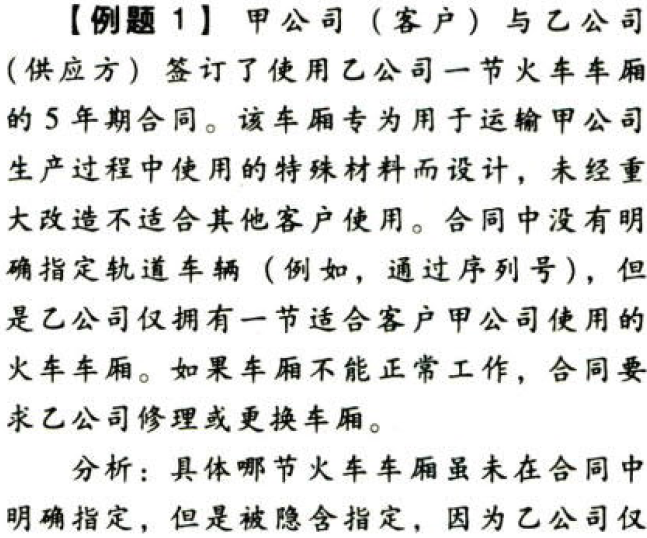 【例题 1】 甲公司（客户）与乙公司
（供应方）签订了使用乙公司一节火车车厢
的 5 年期合同。该车厢专为用于运输甲公司
生产过程中使用的特殊材料而设计，未经重
大改造不适合其他客户使用。合同中没有明
确指定轨道车辆（例如，通过序列号），但
是乙公司仅拥有一节适合客户甲公司使用的
火车车厢。如果车厢不能正常工作，合同要
求乙公司修理或更换车厢。
分析：具体哪节火车车厢虽未在合同中
明确指定，但是被隐含指定，因为乙公司仅